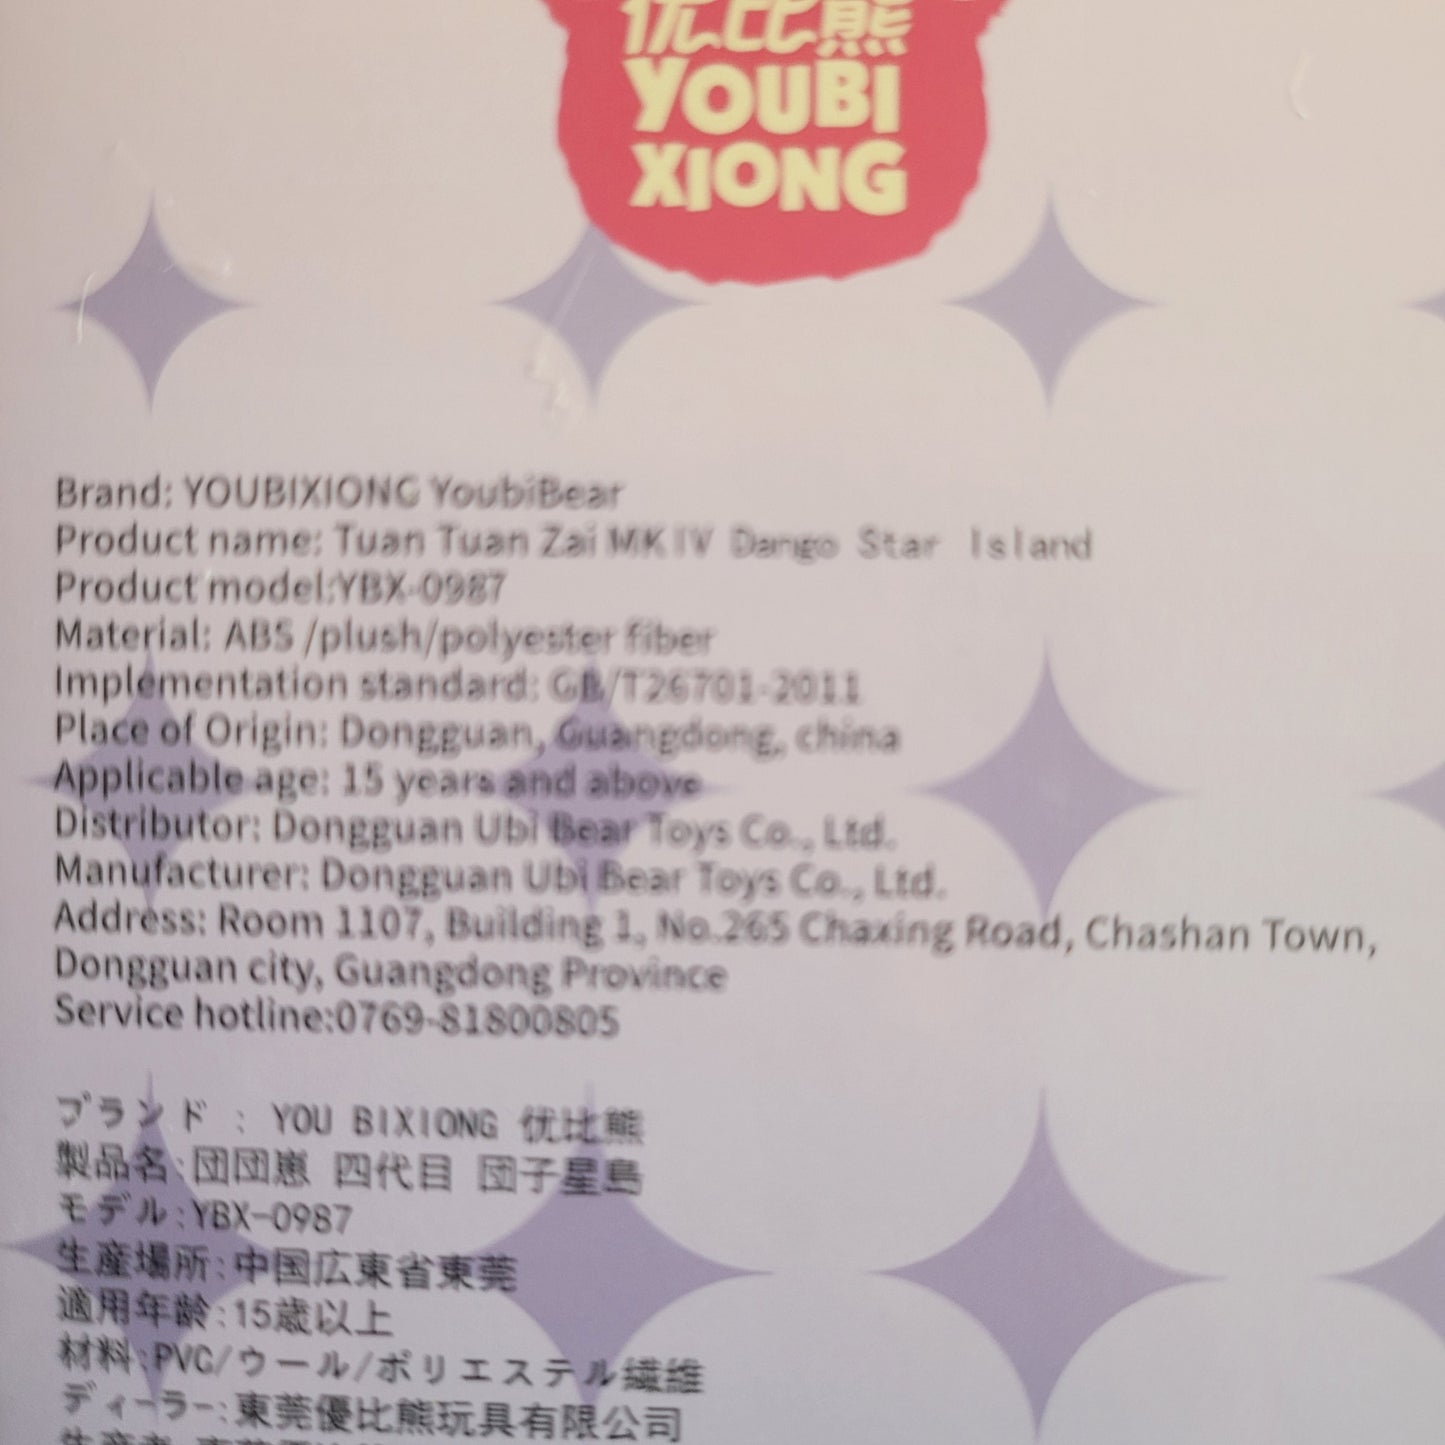 优比熊
YOUBI
XIONG
Brand: YOUBIXIONG YoubiBear
Product name: Tuan Tuan Zai MKIV Dango Star Island
Product model:YBX-0987
Material: ABS /plush/polyester fiber
Implementation standard: GB/T26701-2011
Place of Origin: Dongguan, Guangdong, china
Applicable age: 15 years and above
Distributor: Dongguan Ubi Bear Toys Co., Ltd.
Manufacturer: Dongguan Ubi Bear Toys Co., Ltd.
Address: Room 1107, Building 1, No.265 Chaxing Road, Chashan Town,
Dongguan city, Guangdong Province
Service hotline:0769-81800805
ブランド : YOU BIXIONG 优比熊
製品名:団団崽 四代目 団子星島
モデル:YBX-0987
生産場所:中国広東省東莞
適用年齢:15歳以上
材料:PVC/ウール/ポリエステル繊維
ディーラー:東莞優比熊玩具有限公司